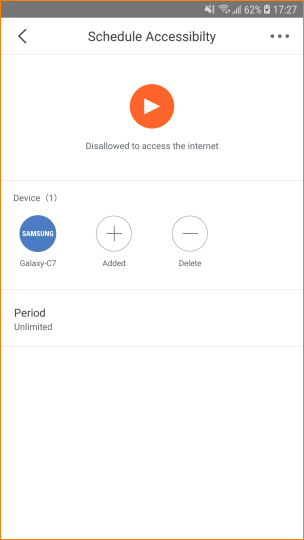 62% 17:27
Schedule Accessibilty
Disallowed to access the internet
Device (1)
SAMSUNG
Galaxy-C7 Added Delete
Period
Unlimited